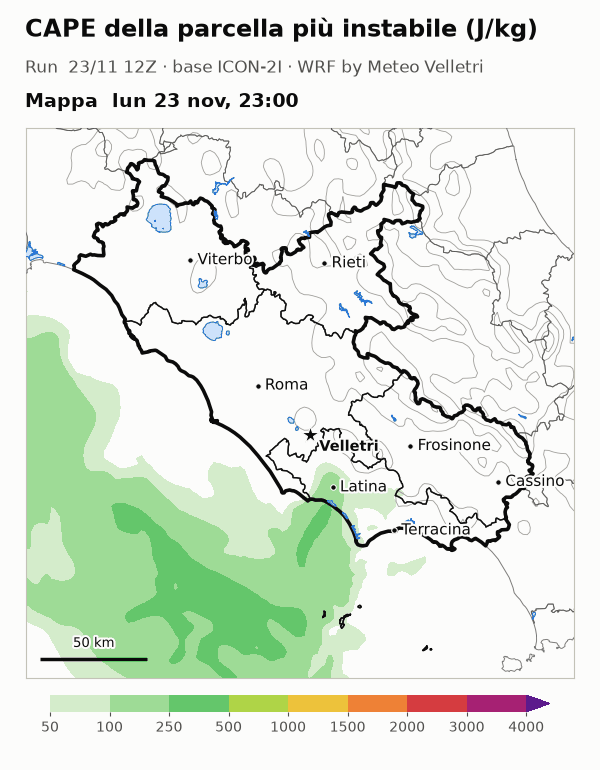 CAPE della parcella più instabile (J/kg)
Run  23/11 12Z · base ICON-2I · WRF by Meteo Velletri
Mappa  lun 23 nov, 23:00
Viterbo
Rieti
Roma
Velletri
Frosinone
Cassino
Latina
Terracina
50 km
50 100 250 500 1000 1500 2000 3000 4000